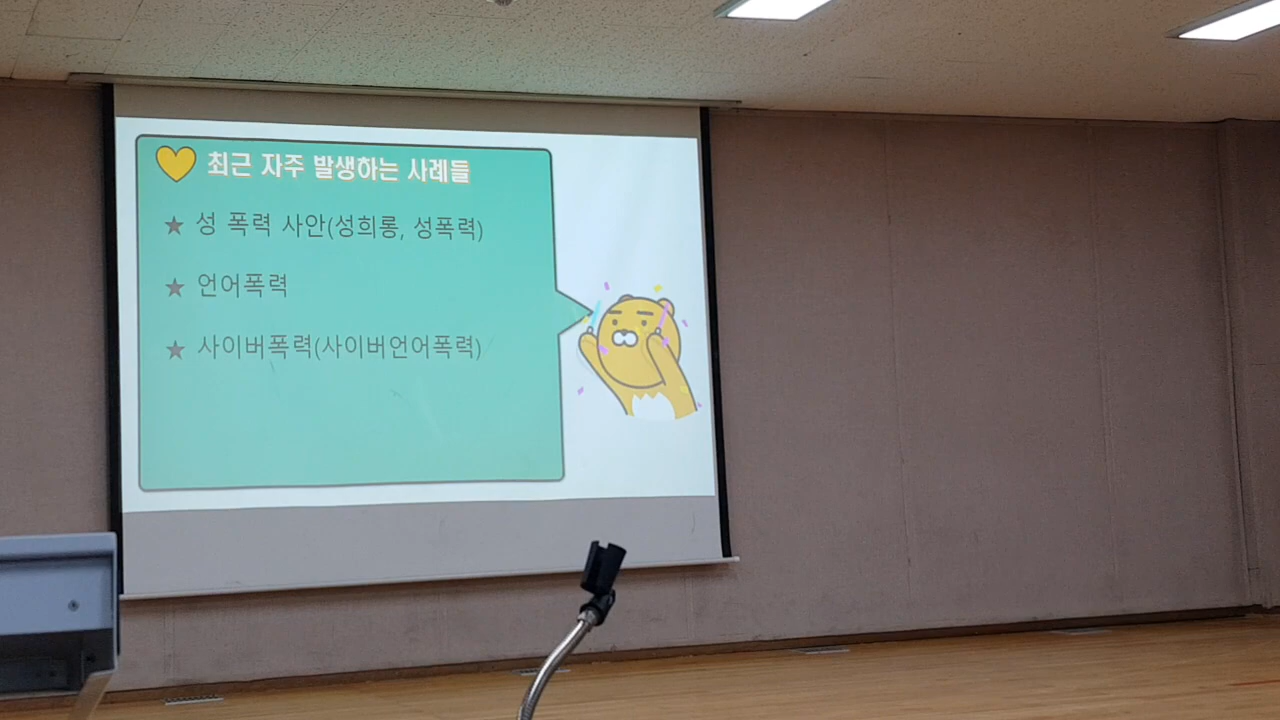 최근 자주 발생하는 사례들
★ 성 폭력 사안(성희롱, 성폭력)
★ 언어폭력
★ 사이버폭력(사이버언어폭력)